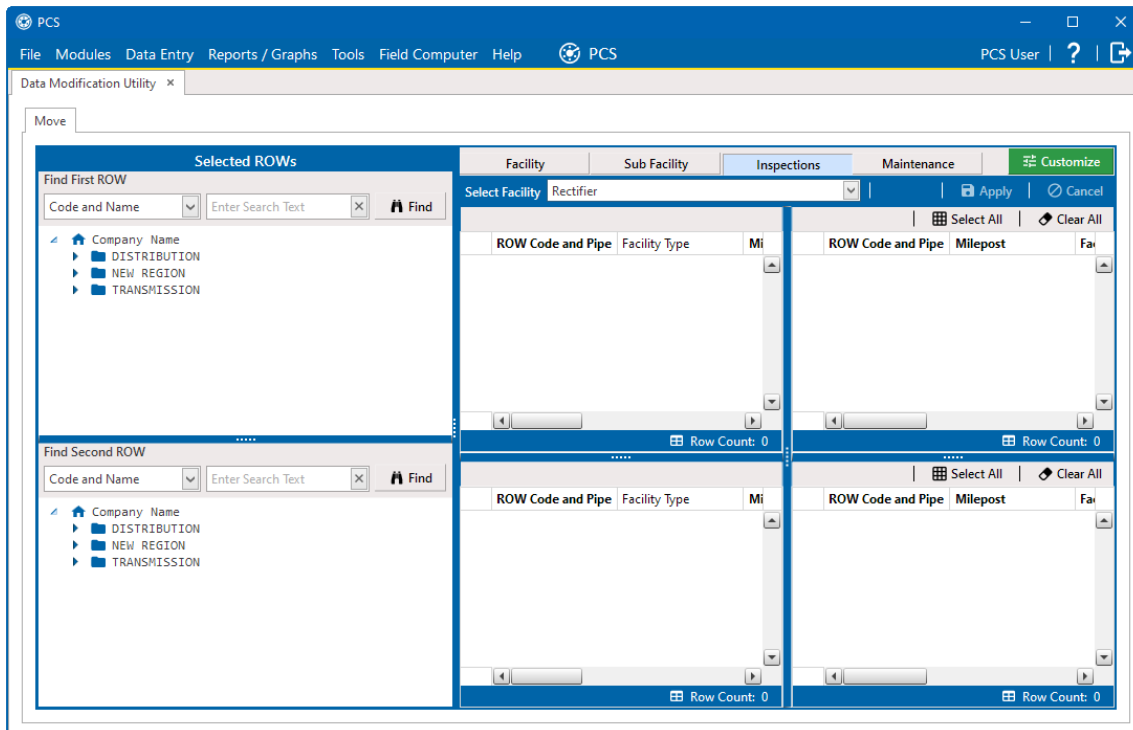 PCS
File Modules Data Entry Reports / Graphs Tools Field Computer Help PCS PCS User | ? |
Data Modification Utility ×
Move
Selected ROWs
Find First ROW
Code and Name Enter Search Text × Find
Company Name
DISTRIBUTION
NEW REGION
TRANSMISSION
Find Second ROW
Code and Name Enter Search Text × Find
Company Name
DISTRIBUTION
NEW REGION
TRANSMISSION
Facility Sub Facility Inspections Maintenance Customize
Select Facility Rectifier | | Apply | Cancel
ROW Code and Pipe Facility Type Mi
Row Count: 0
| Select All | Clear All
ROW Code and Pipe Milepost Fa
Row Count: 0
ROW Code and Pipe Facility Type Mi
Row Count: 0
| Select All | Clear All
ROW Code and Pipe Milepost Fa
Row Count: 0